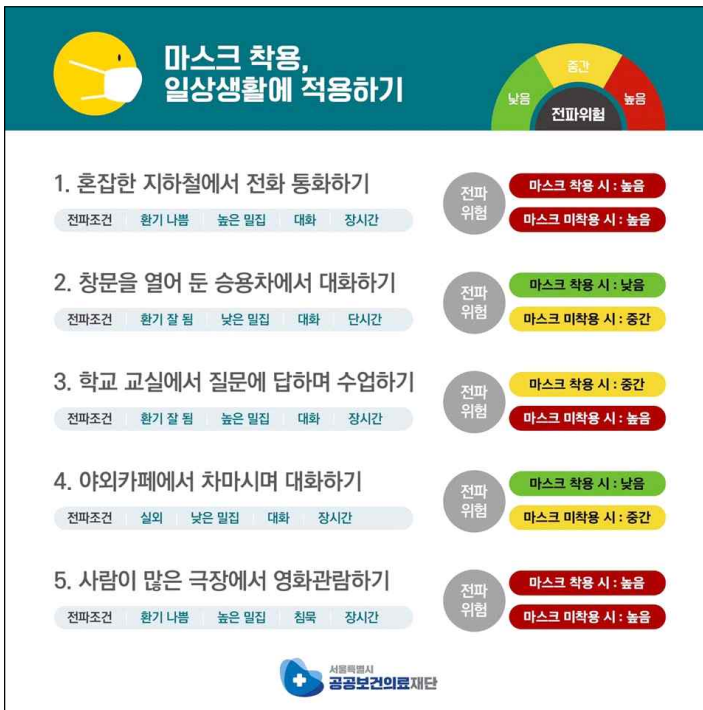 마스크 착용,
일상생활에 적용하기
낮음 중간 높음
전파위험
1. 혼잡한 지하철에서 전화 통화하기
전파조건 환기 나쁨 높은 밀집 대화 장시간
전파
위험
마스크 착용 시 : 높음
마스크 미착용 시 : 높음
2. 창문을 열어 둔 승용차에서 대화하기
전파조건 환기 잘 됨 낮은 밀집 대화 단시간
전파
위험
마스크 착용 시 : 낮음
마스크 미착용 시 : 중간
3. 학교 교실에서 질문에 답하며 수업하기
전파조건 환기 잘 됨 높은 밀집 대화 장시간
전파
위험
마스크 착용 시 : 중간
마스크 미착용 시 : 높음
4. 야외카페에서 차마시며 대화하기
전파조건 실외 낮은 밀집 대화 장시간
전파
위험
마스크 착용 시 : 낮음
마스크 미착용 시 : 중간
5. 사람이 많은 극장에서 영화관람하기
전파조건 환기 나쁨 높은 밀집 침묵 장시간
전파
위험
마스크 착용 시 : 높음
마스크 미착용 시 : 높음
서울특별시
공공보건의료재단